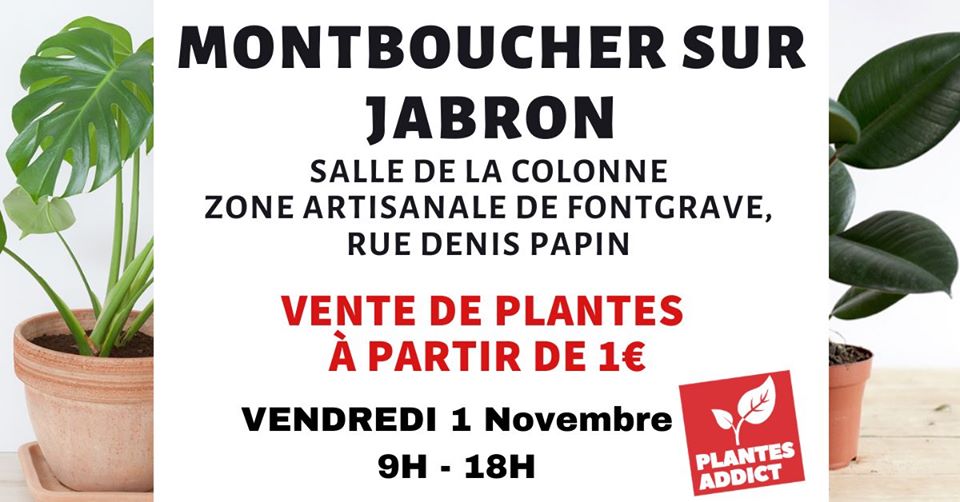 MONTBOUCHER SUR
JABRON
SALLE DE LA COLONNE
ZONE ARTISANALE DE FONTGRAVE,
RUE DENIS PAPIN
VENTE DE PLANTES
À PARTIR DE 1€
VENDREDI 1 Novembre
9H - 18H
PLANTES
ADDICT